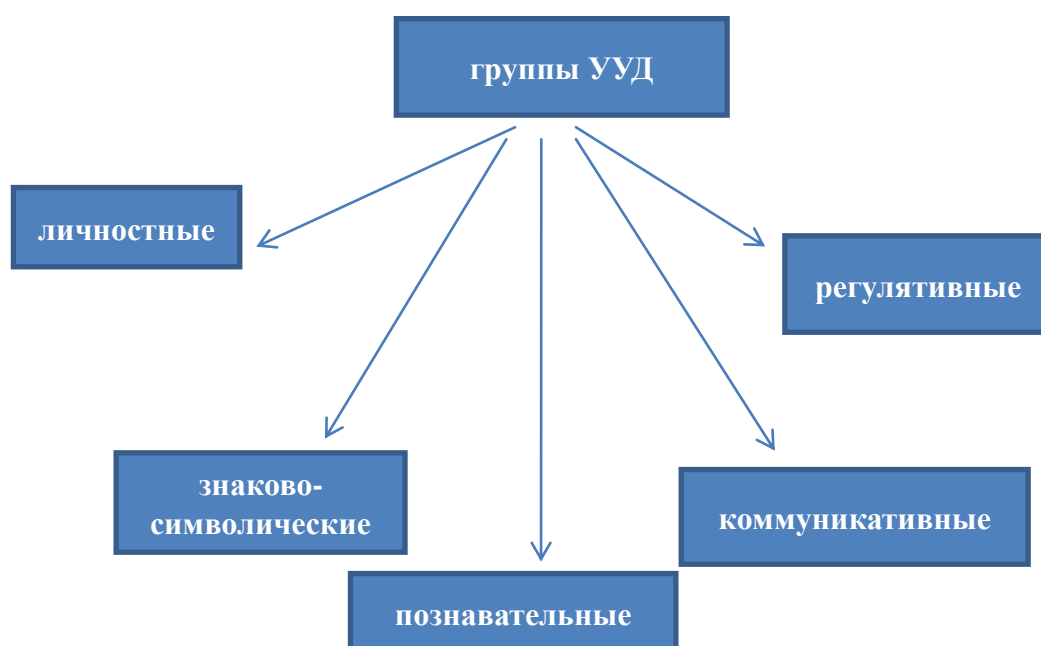 группы УУД
личностные
регулятивные
знаково-
символические
коммуникативные
познавательные